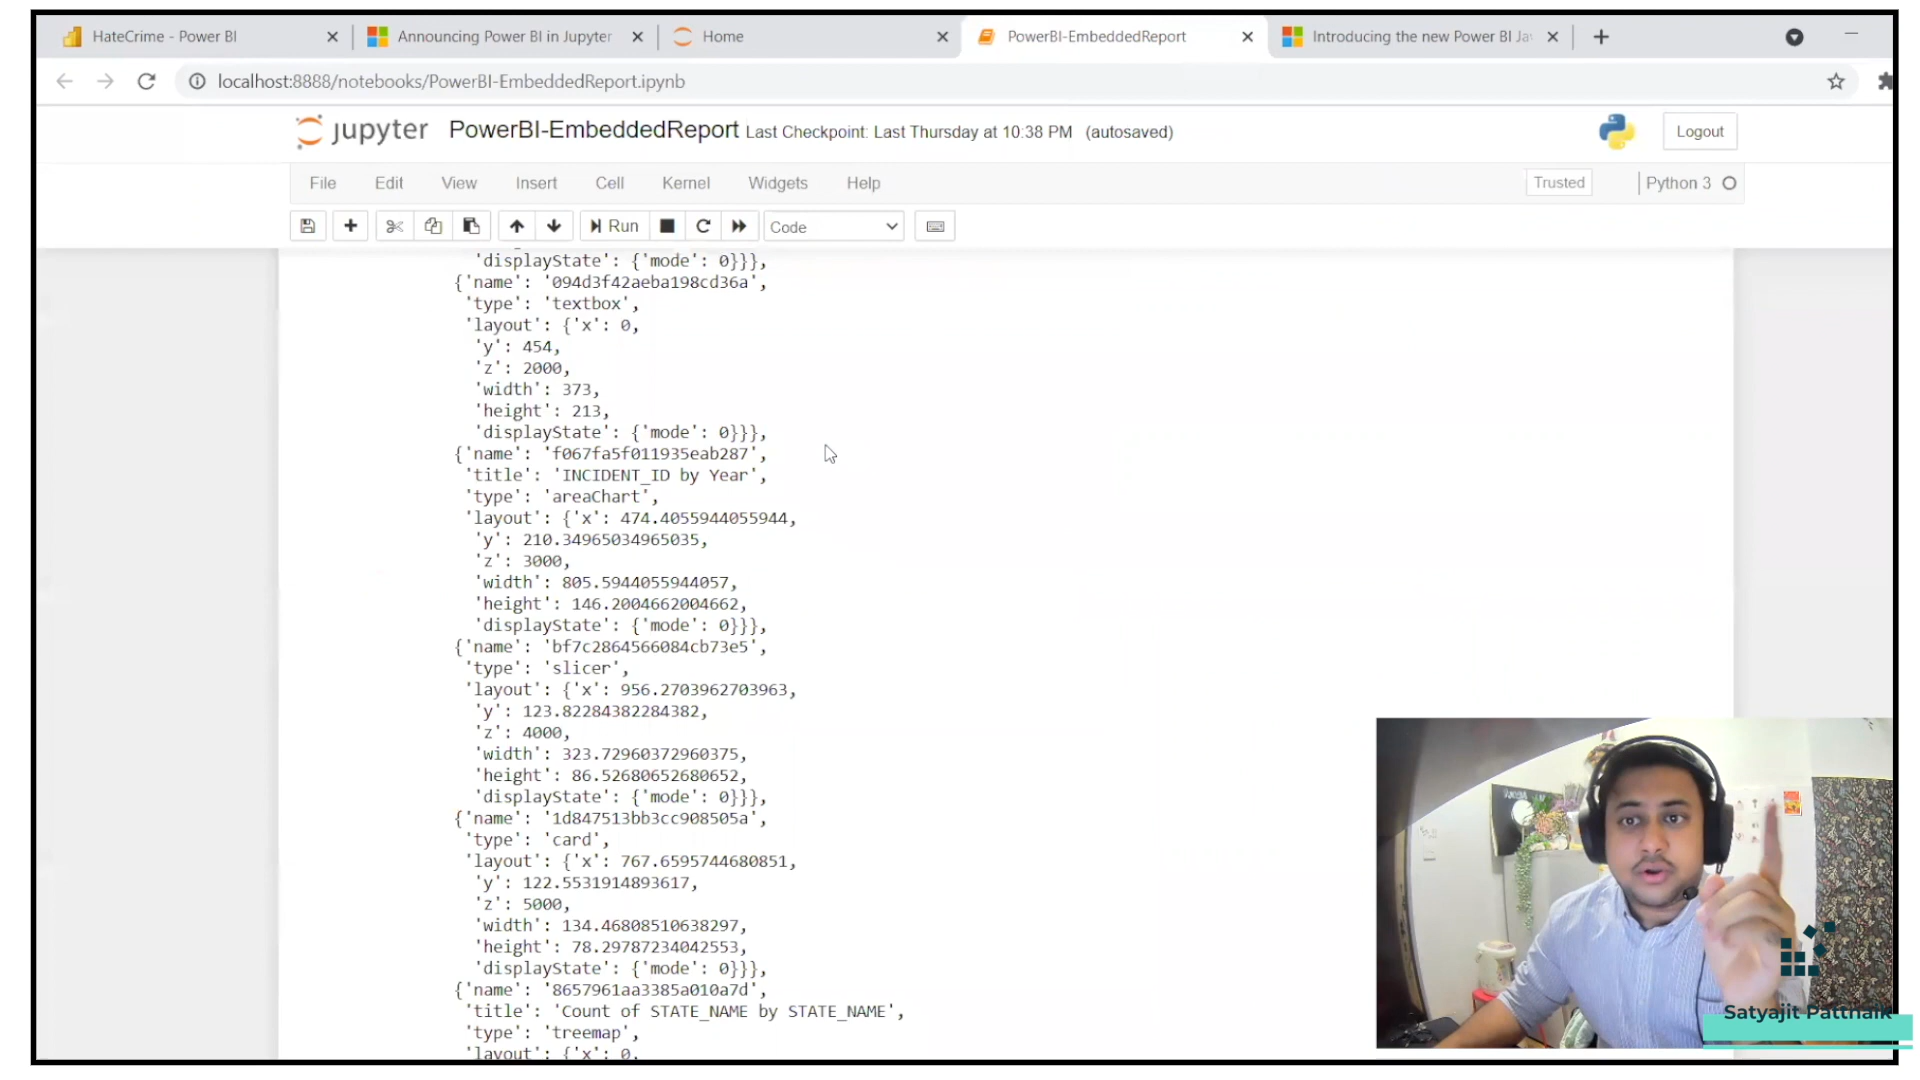 HateCrime - Power BI
Announcing Power BI in Jupyter
Home
PowerBI-EmbeddedReport
Introducing the new Power BI Ja
localhost:8888/notebooks/PowerBI-EmbeddedReport.ipynb
jupyter PowerBI-EmbeddedReport Last Checkpoint: Last Thursday at 10:38 PM (autosaved)
Logout
File Edit View Insert Cell Kernel Widgets Help
Trusted Python 3
Run Code
'displayState': {'mode': 0}}},
{'name': '094d3f42aeba198cd36a',
'type': 'textbox',
'layout': {'x': 0,
'y': 454,
'z': 2000,
'width': 373,
'height': 213,
'displayState': {'mode': 0}}},
{'name': 'f067fa5f011935eab287',
'title': 'INCIDENT_ID by Year',
'type': 'areaChart',
'layout': {'x': 474.4055944055944,
'y': 210.34965034965035,
'z': 3000,
'width': 805.5944055944057,
'height': 146.2004662004662,
'displayState': {'mode': 0}}},
{'name': 'bf7c2864566084cb73e5',
'type': 'slicer',
'layout': {'x': 956.2703962703963,
'y': 123.82284382284382,
'z': 4000,
'width': 323.72960372960375,
'height': 86.52680652680652,
'displayState': {'mode': 0}}},
{'name': '1d847513bb3cc908505a',
'type': 'card',
'layout': {'x': 767.6595744680851,
'y': 122.5531914893617,
'z': 5000,
'width': 134.46808510638297,
'height': 78.29787234042553,
'displayState': {'mode': 0}}},
{'name': '8657961aa3385a010a7d',
'title': 'Count of STATE_NAME by STATE_NAME',
'type': 'treemap',
'layout': {'x': 0,
Satyajit Pattnaik